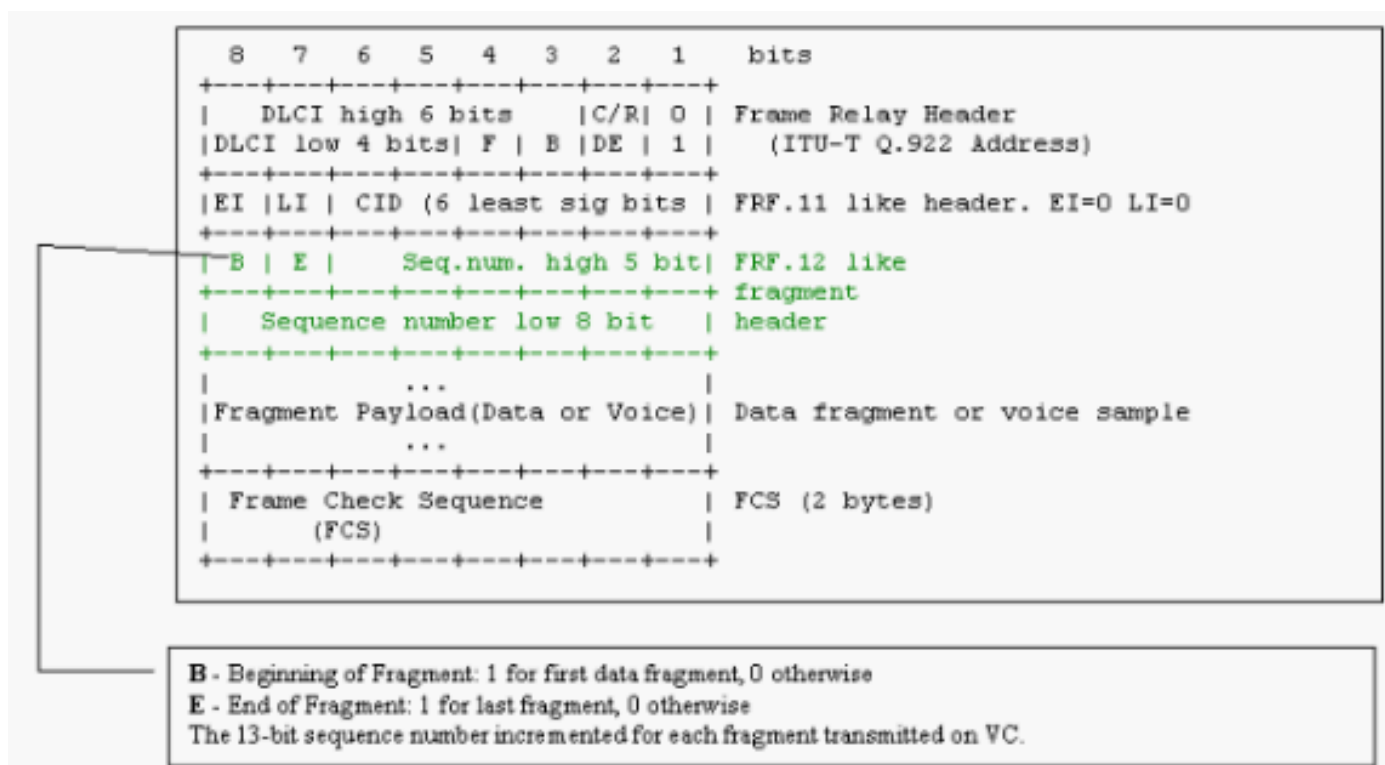 8 7 6 5 4 3 2 1 bits
+---+---+---+---+---+---+---+---+
| DLCI high 6 bits |C/R| 0 | Frame Relay Header
|DLCI low 4 bits| F | B |DE | 1 | (ITU-T Q.922 Address)
+---+---+---+---+---+---+---+---+
|EI |LI | CID (6 least sig bits | FRF.11 like header. EI=0 LI=0
+---+---+---+---+---+---+---+---+
| B | E | Seq.num. high 5 bit| FRF.12 like
+---+---+---+---+---+---+---+---+ fragment
| Sequence number low 8 bit | header
+---+---+---+---+---+---+---+---+
| ... |
|Fragment Payload(Data or Voice)| Data fragment or voice sample
| ... |
+---+---+---+---+---+---+---+---+
| Frame Check Sequence | FCS (2 bytes)
| (FCS) |
+---+---+---+---+---+---+---+---+
B - Beginning of Fragment: 1 for first data fragment, 0 otherwise
E - End of Fragment: 1 for last fragment, 0 otherwise
The 13-bit sequence number incremented for each fragment transmitted on VC.